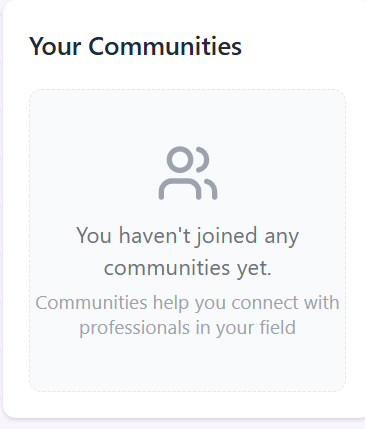 Your Communities
You haven't joined any
communities yet.
Communities help you connect with
professionals in your field